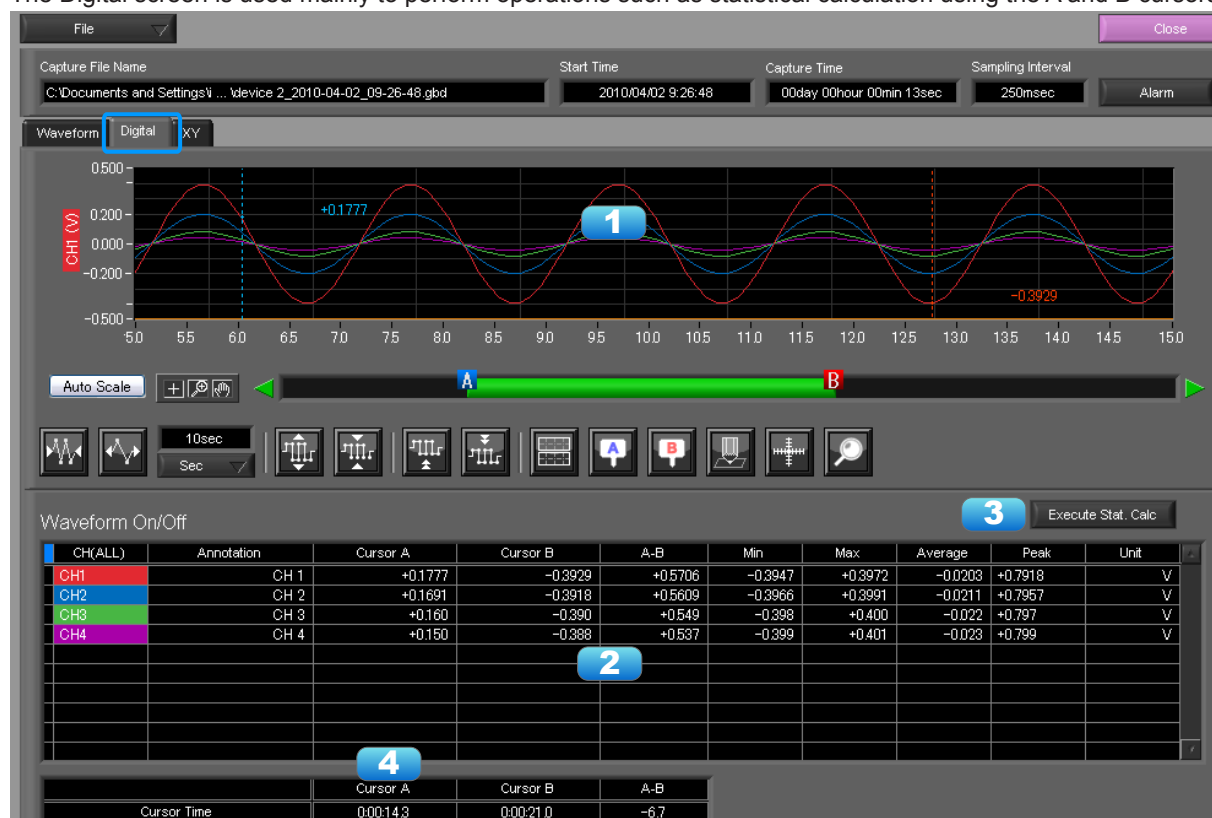 The Digital screen is used mainly to perform operations such as statistical calculation using the A and B cursors
File
Close
Capture File Name Start Time Capture Time Sampling Interval
C:\Documents and Settings\i ... \device 2_2010-04-02_09-26-48.gbd 2010/04/02 9:26:48 00day 00hour 00min 13sec 250msec Alarm
Waveform Digital XY
0.500
0.200
0.000
-0.200
-0.500
CH1 (V)
+0.1777
1
-0.3929
5.0 5.5 6.0 6.5 7.0 7.5 8.0 8.5 9.0 9.5 10.0 10.5 11.0 11.5 12.0 12.5 13.0 13.5 14.0 14.5 15.0
Auto Scale A B
10sec
Sec
A B
3 Execute Stat. Calc
Waveform On/Off
CH(ALL) Annotation Cursor A Cursor B A-B Min Max Average Peak Unit
CH1 CH 1 +0.1777 -0.3929 +0.5706 -0.3947 +0.3972 -0.0203 +0.7918 V
CH2 CH 2 +0.1691 -0.3918 +0.5609 -0.3966 +0.3991 -0.0211 +0.7957 V
CH3 CH 3 +0.160 -0.390 +0.549 -0.398 +0.400 -0.022 +0.797 V
CH4 CH 4 +0.150 -0.388 +0.537 -0.399 +0.401 -0.023 +0.799 V
2
4
Cursor A Cursor B A-B
Cursor Time 0:00:14.3 0:00:21.0 -6.7